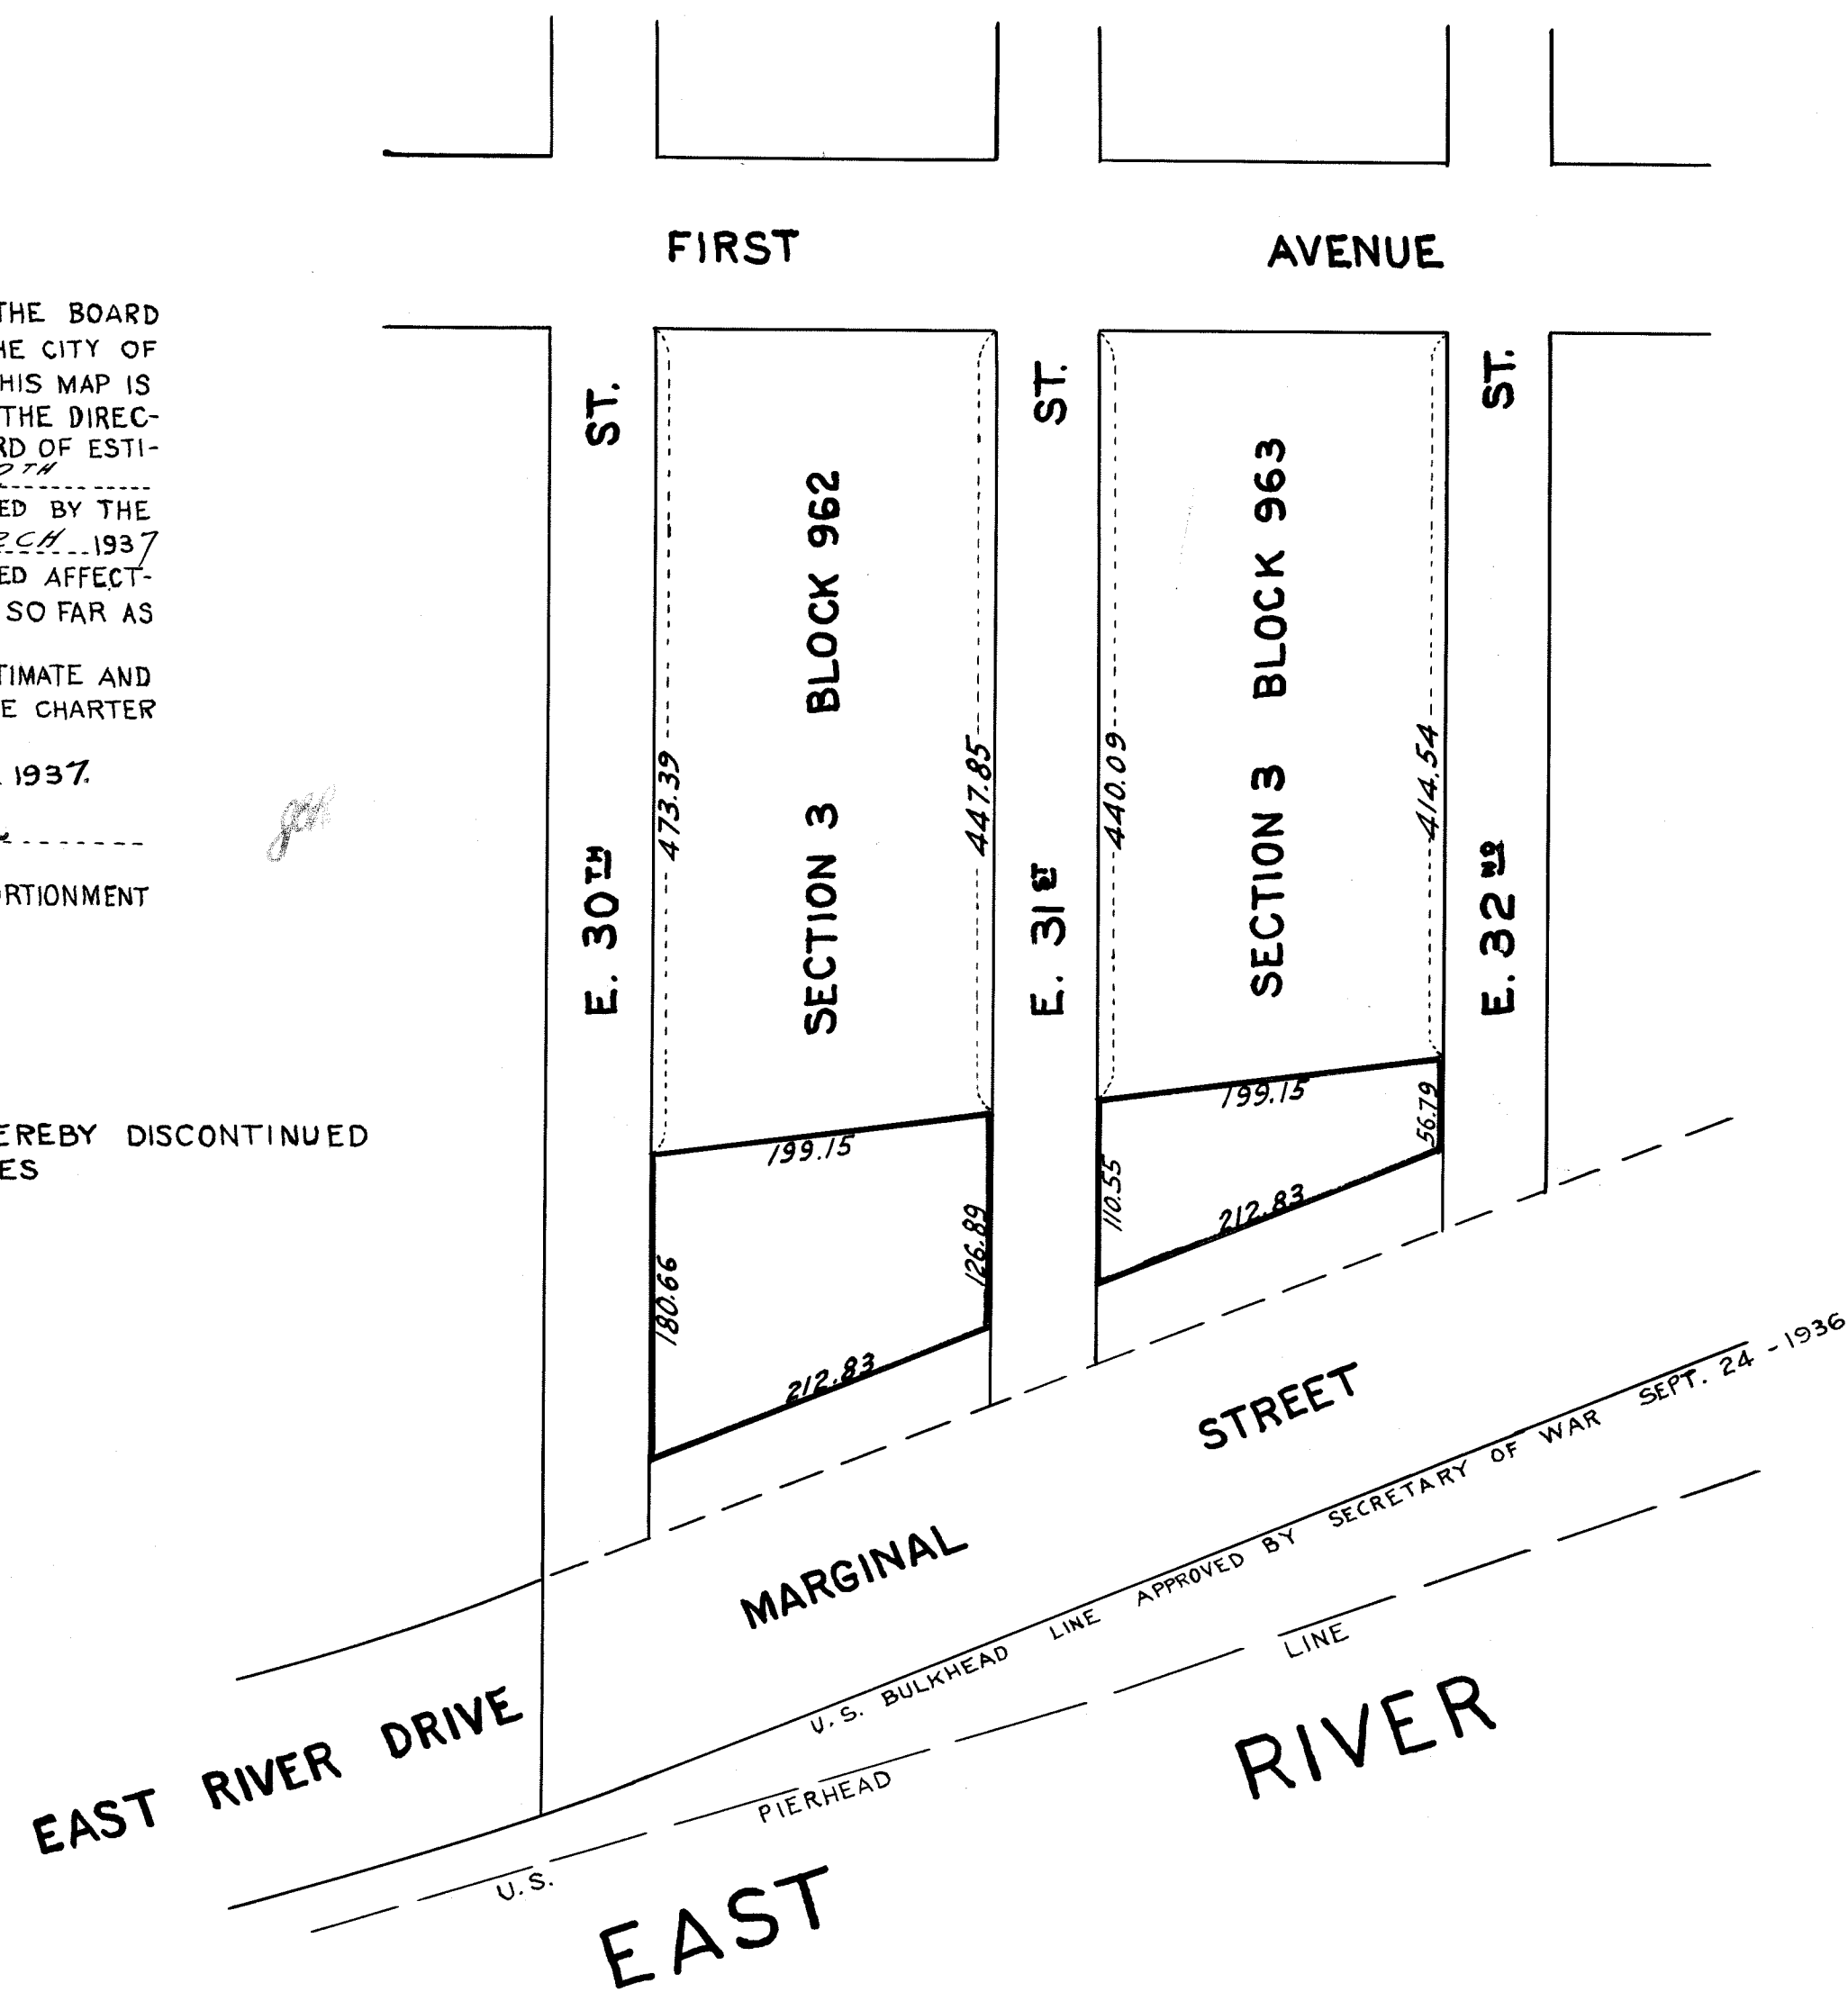 FIRST AVENUE
THE BOARD
HE CITY OF
HIS MAP IS
THE DIREC-
RD OF ESTI-
0TH
ED BY THE
RCH 1937
ED AFFECT-
SO FAR AS
TIMATE AND
E CHARTER
1937.
ORTIONMENT
EREBY DISCONTINUED
ES
E. 30TH ST.
473.39
SECTION 3 BLOCK 962
447.85
E. 31ST ST.
440.09
SECTION 3 BLOCK 963
414.54
E. 32ND ST.
199.15
180.66
126.89
212.83
199.15
110.55
56.79
212.83
MARGINAL STREET
U.S. BULKHEAD LINE APPROVED BY SECRETARY OF WAR SEPT. 24 - 1936
EAST RIVER DRIVE
U.S. PIERHEAD LINE
EAST RIVER